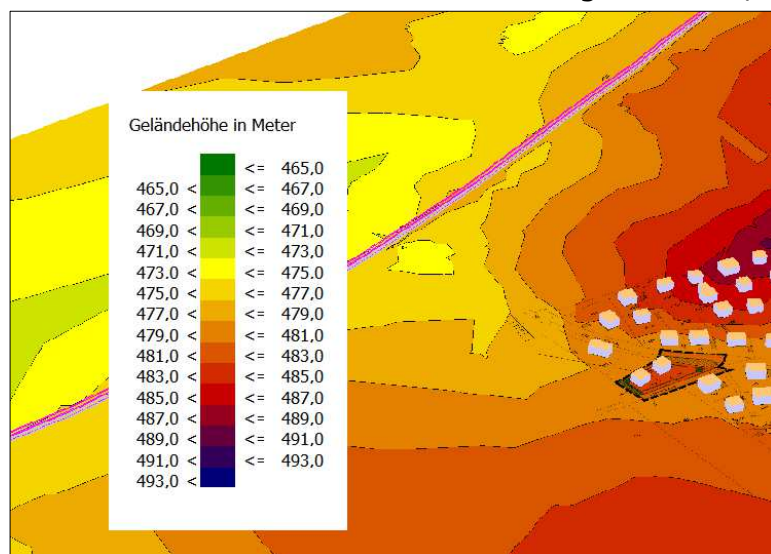 Geländehöhe in Meter
<= 465,0
465,0 < <= 467,0
467,0 < <= 469,0
469,0 < <= 471,0
471,0 < <= 473,0
473,0 < <= 475,0
475,0 < <= 477,0
477,0 < <= 479,0
479,0 < <= 481,0
481,0 < <= 483,0
483,0 < <= 485,0
485,0 < <= 487,0
487,0 < <= 489,0
489,0 < <= 491,0
491,0 < <= 493,0
493,0 <